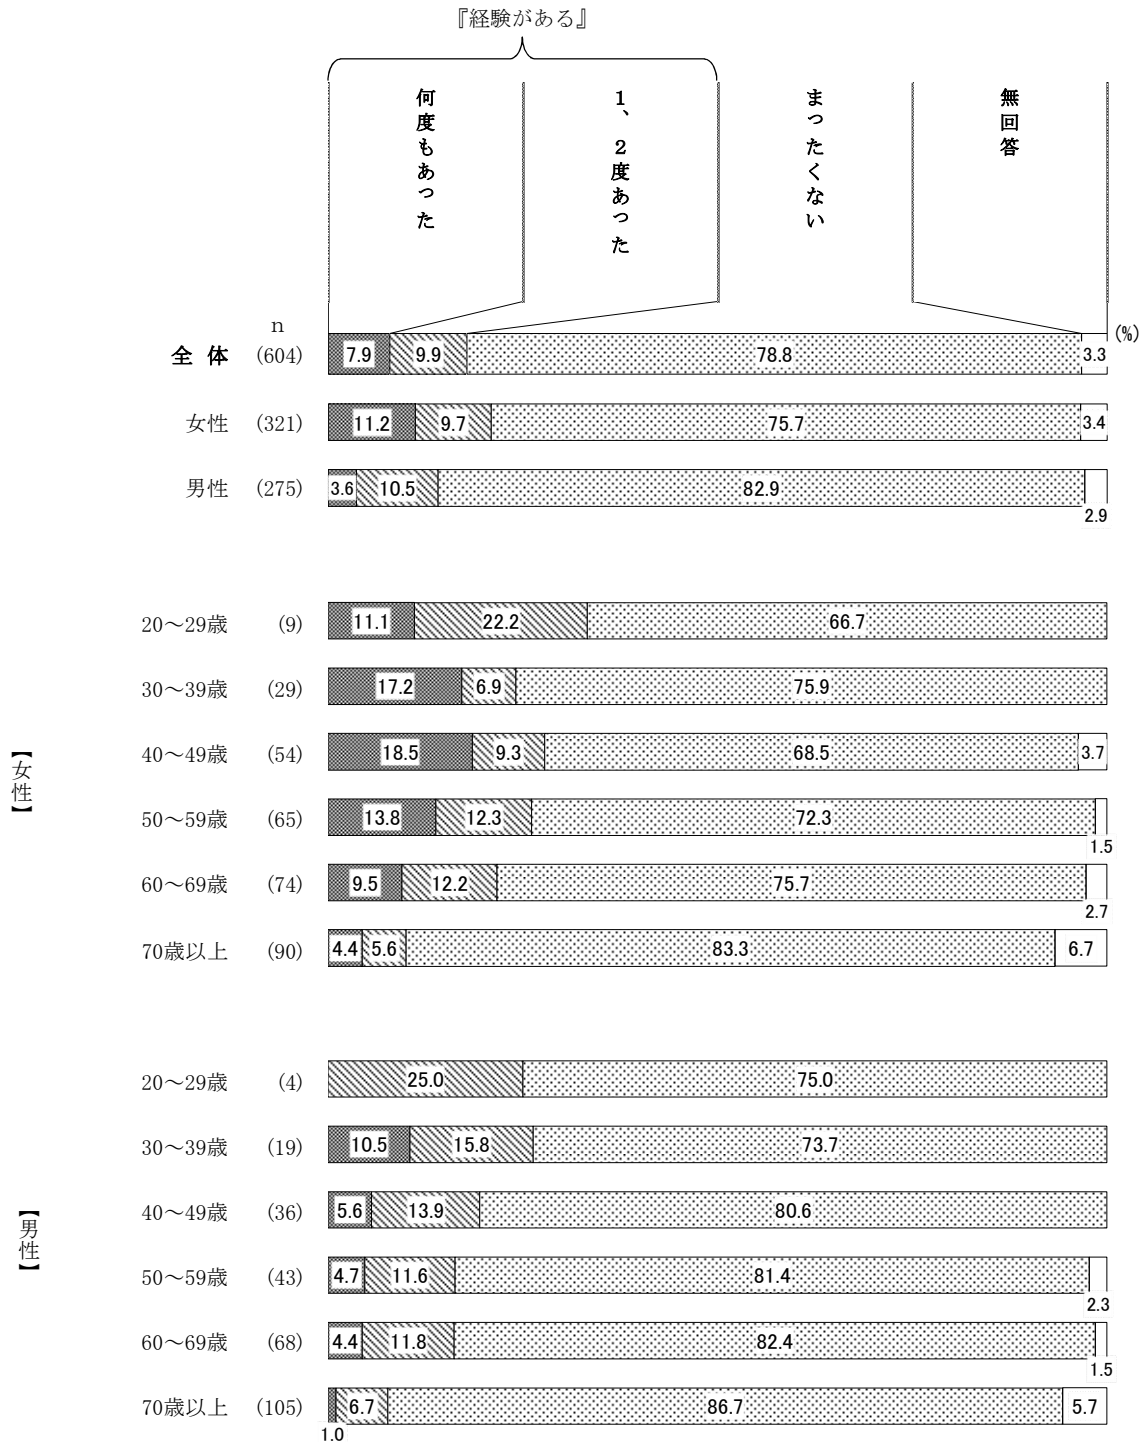 『経験がある』
何度もあった
1、2度あった
まったくない
無回答
n
(%)
全 体 (604) 7.9 9.9 78.8 3.3
女性 (321) 11.2 9.7 75.7 3.4
男性 (275) 3.6 10.5 82.9 2.9
【女性】
20～29歳 (9) 11.1 22.2 66.7
30～39歳 (29) 17.2 6.9 75.9
40～49歳 (54) 18.5 9.3 68.5 3.7
50～59歳 (65) 13.8 12.3 72.3 1.5
60～69歳 (74) 9.5 12.2 75.7 2.7
70歳以上 (90) 4.4 5.6 83.3 6.7
【男性】
20～29歳 (4) 25.0 75.0
30～39歳 (19) 10.5 15.8 73.7
40～49歳 (36) 5.6 13.9 80.6
50～59歳 (43) 4.7 11.6 81.4 2.3
60～69歳 (68) 4.4 11.8 82.4 1.5
70歳以上 (105) 1.0 6.7 86.7 5.7